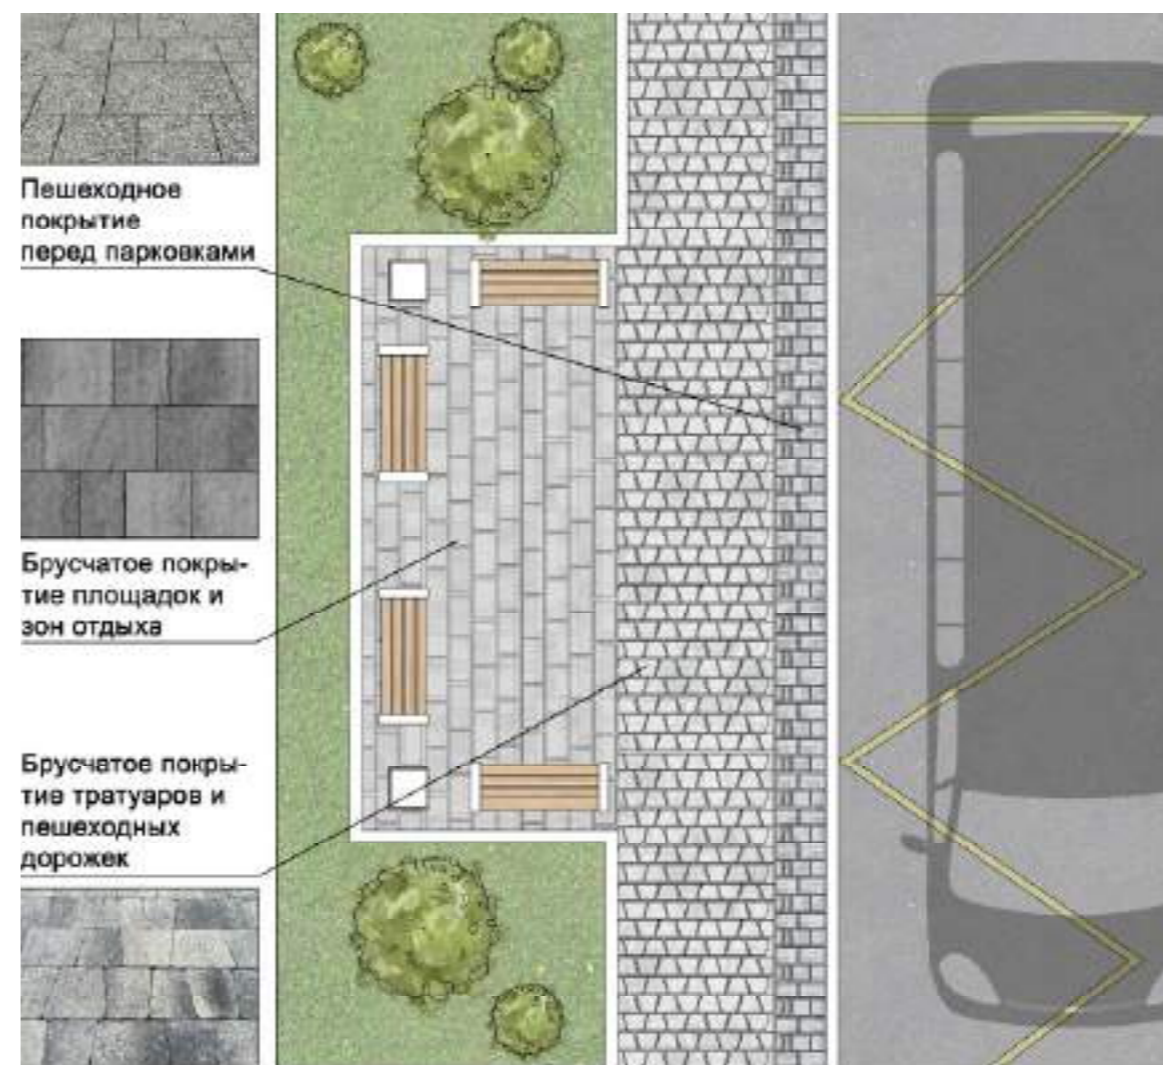 Пешеходное
покрытие
перед парковками
Брусчатое покры-
тие площадок и
зон отдыха
Брусчатое покры-
тие тратуаров и
пешеходных
дорожек